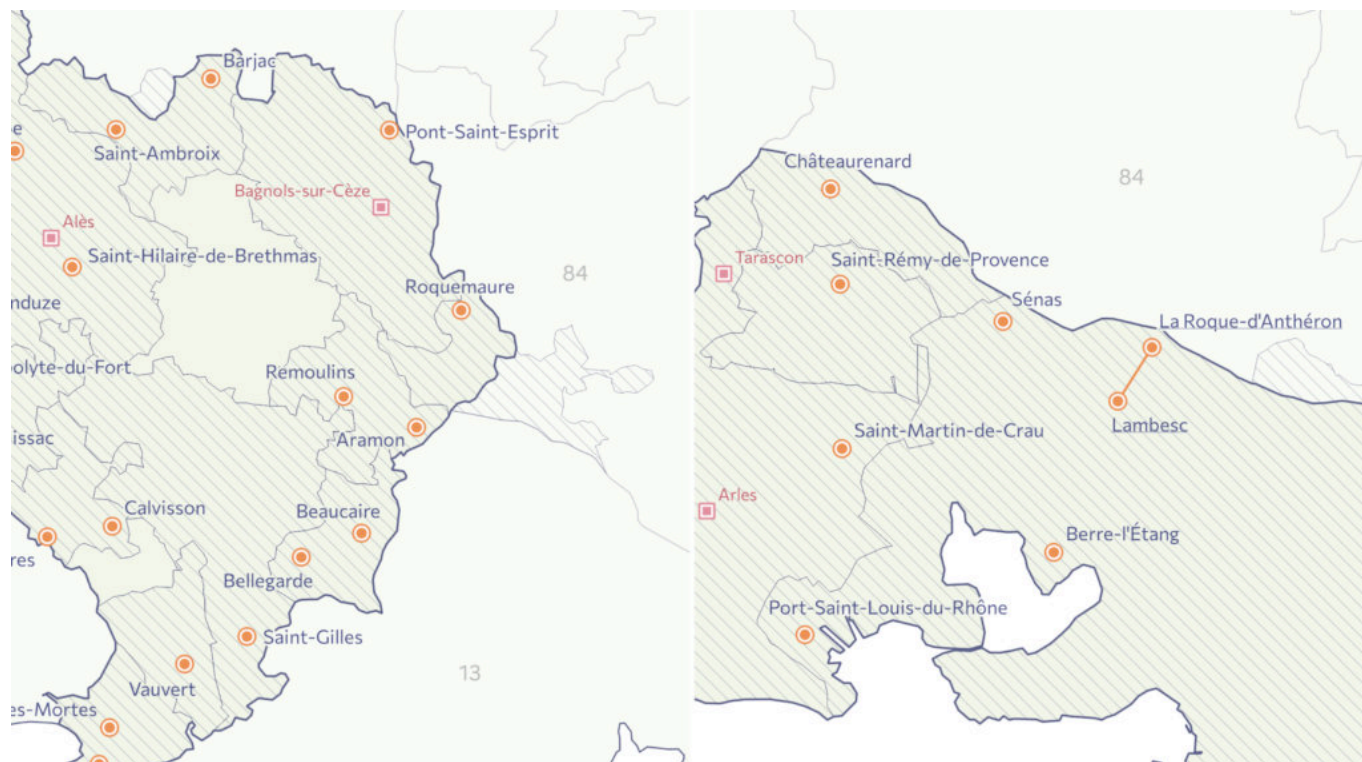 Barjac
Pont-Saint-Esprit
Saint-Ambroix
Bagnols-sur-Cèze
Alès
Saint-Hilaire-de-Brethmas
84
Roquemaure
nduze
olyte-du-Fort
Remoulins
Aramon
issac
Calvisson
Beaucaire
res
Bellegarde
Saint-Gilles
13
Vauvert
es-Mortes
Châteaurenard
84
Tarascon
Saint-Rémy-de-Provence
Sénas
La Roque-d'Anthéron
Lambesc
Saint-Martin-de-Crau
Arles
Berre-l'Étang
Port-Saint-Louis-du-Rhône